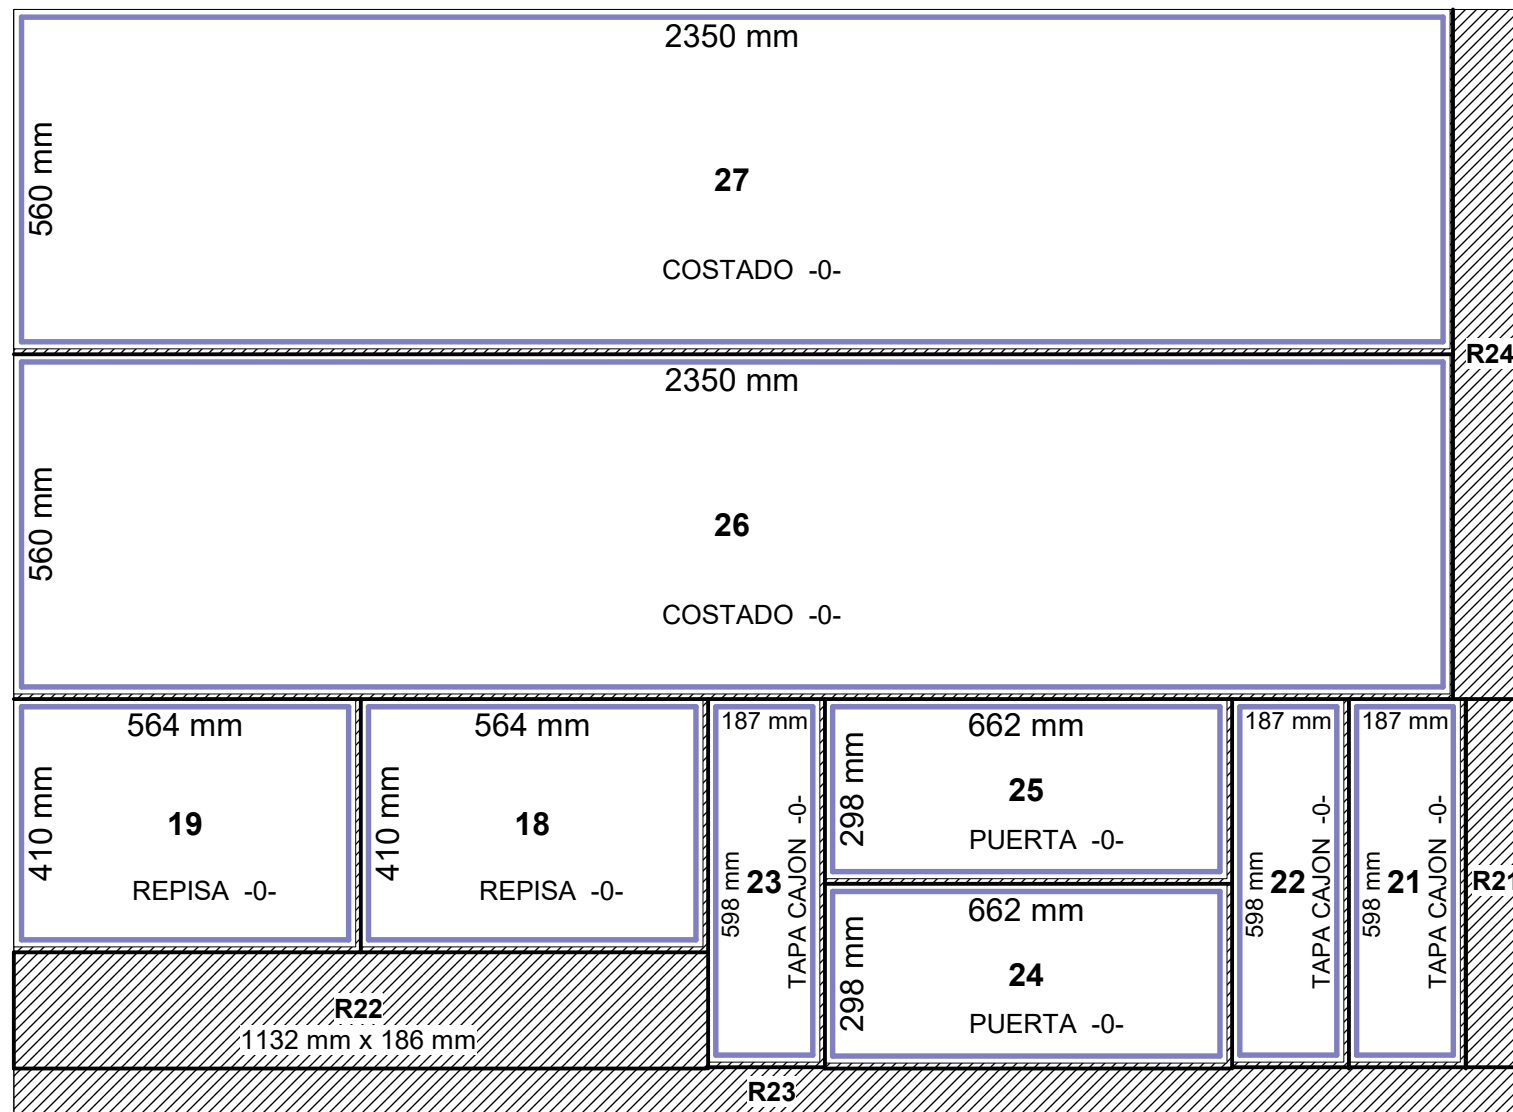 2350 mm
560 mm
27
COSTADO -0-
R24
2350 mm
560 mm
26
COSTADO -0-
564 mm
410 mm
19
REPISA -0-
564 mm
410 mm
18
REPISA -0-
187 mm
598 mm
23
TAPA CAJON -0-
662 mm
298 mm
25
PUERTA -0-
662 mm
298 mm
24
PUERTA -0-
187 mm
598 mm
22
TAPA CAJON -0-
187 mm
598 mm
21
TAPA CAJON -0-
R21
R22
1132 mm x 186 mm
R23